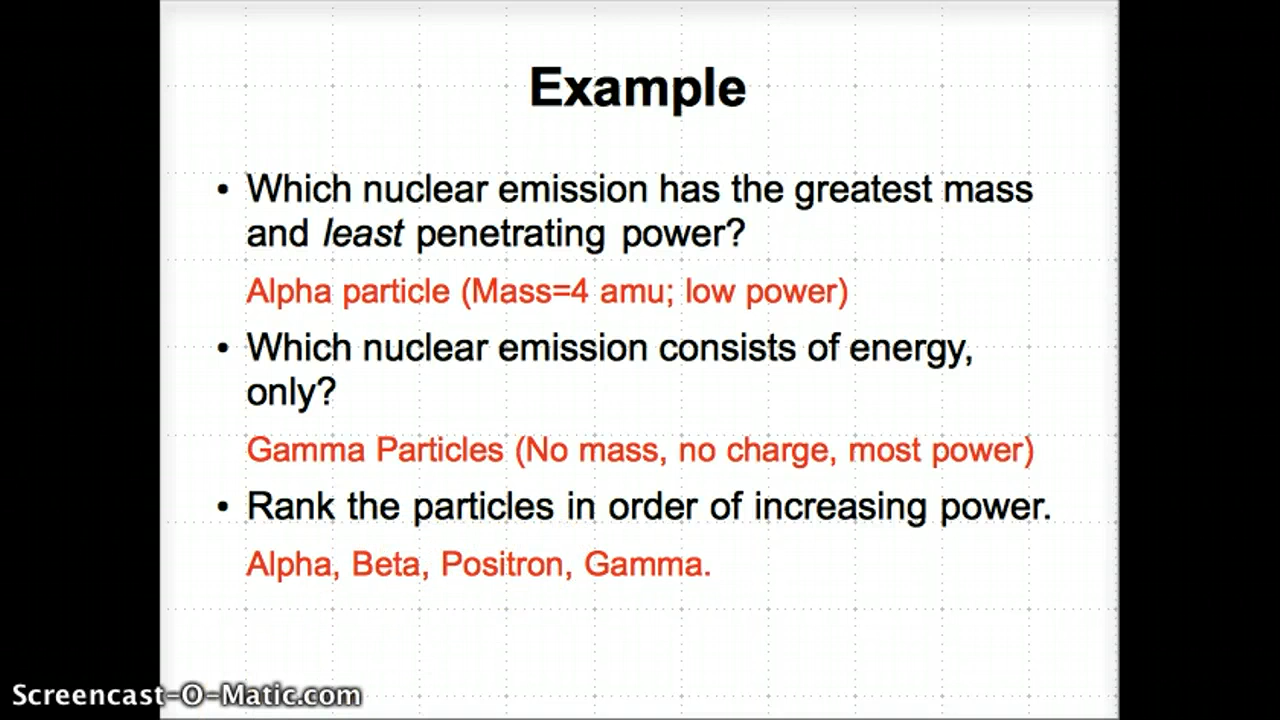 Example
• Which nuclear emission has the greatest mass
and least penetrating power?
Alpha particle (Mass=4 amu; low power)
• Which nuclear emission consists of energy,
only?
Gamma Particles (No mass, no charge, most power)
• Rank the particles in order of increasing power.
Alpha, Beta, Positron, Gamma.
Screencast-O-Matic.com